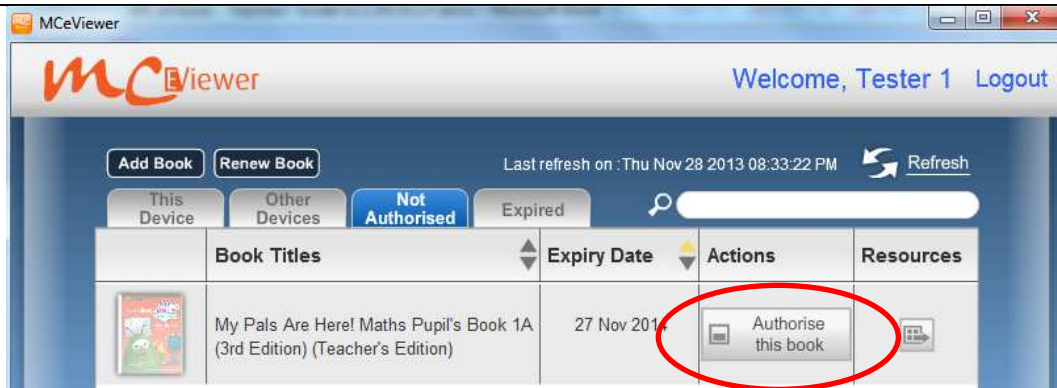 MCeViewer
MCEViewer
Welcome, Tester 1 Logout
Add Book Renew Book Last refresh on :Thu Nov 28 2013 08:33:22 PM Refresh
This Device Other Devices Not Authorised Expired
Book Titles Expiry Date Actions Resources
My Pals Are Here! Maths Pupil's Book 1A 27 Nov 2014 Authorise
(3rd Edition) (Teacher's Edition) this book